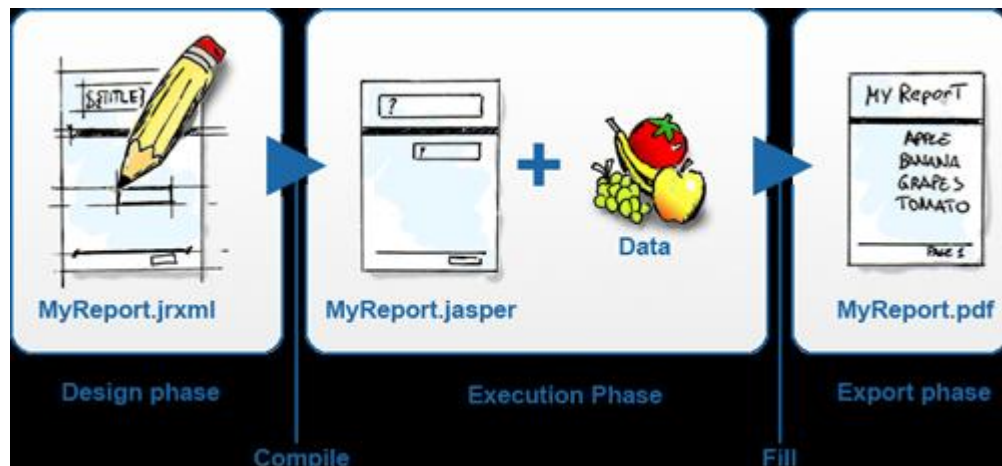 ${TITLE}
?
?
MY RePorT
APPLE
BANANA
GRAPES
TOMATO
PAGE 1
Data
MyReport.jrxml
MyReport.jasper
MyReport.pdf
Design phase
Execution Phase
Export phase
Compile
Fill